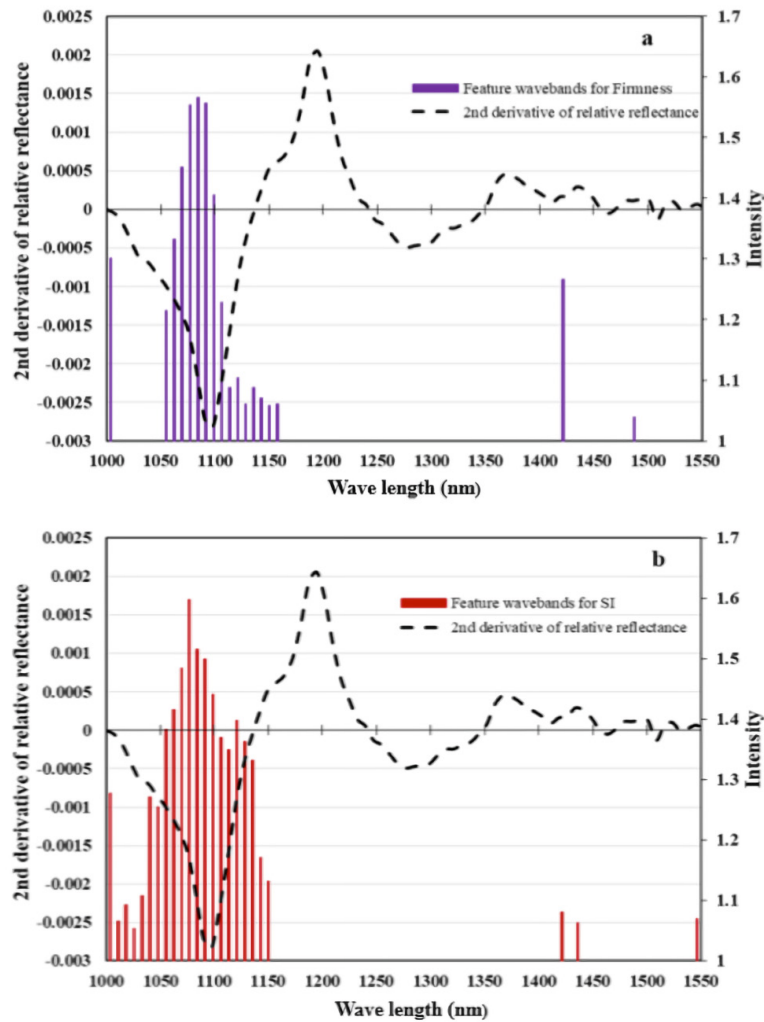 a
Feature wavebands for Firmness
2nd derivative of relative reflectance
2nd derivative of relative reflectance
0.0025
0.002
0.0015
0.001
0.0005
0
-0.0005
-0.001
-0.0015
-0.002
-0.0025
-0.003
1.7
1.6
1.5
1.4
1.3
1.2
1.1
1
Intensity
1000 1050 1100 1150 1200 1250 1300 1350 1400 1450 1500 1550
Wave length (nm)
b
Feature wavebands for SI
2nd derivative of relative reflectance
2nd derivative of relative reflectance
0.0025
0.002
0.0015
0.001
0.0005
0
-0.0005
-0.001
-0.0015
-0.002
-0.0025
-0.003
1.7
1.6
1.5
1.4
1.3
1.2
1.1
1
Intensity
1000 1050 1100 1150 1200 1250 1300 1350 1400 1450 1500 1550
Wave length (nm)